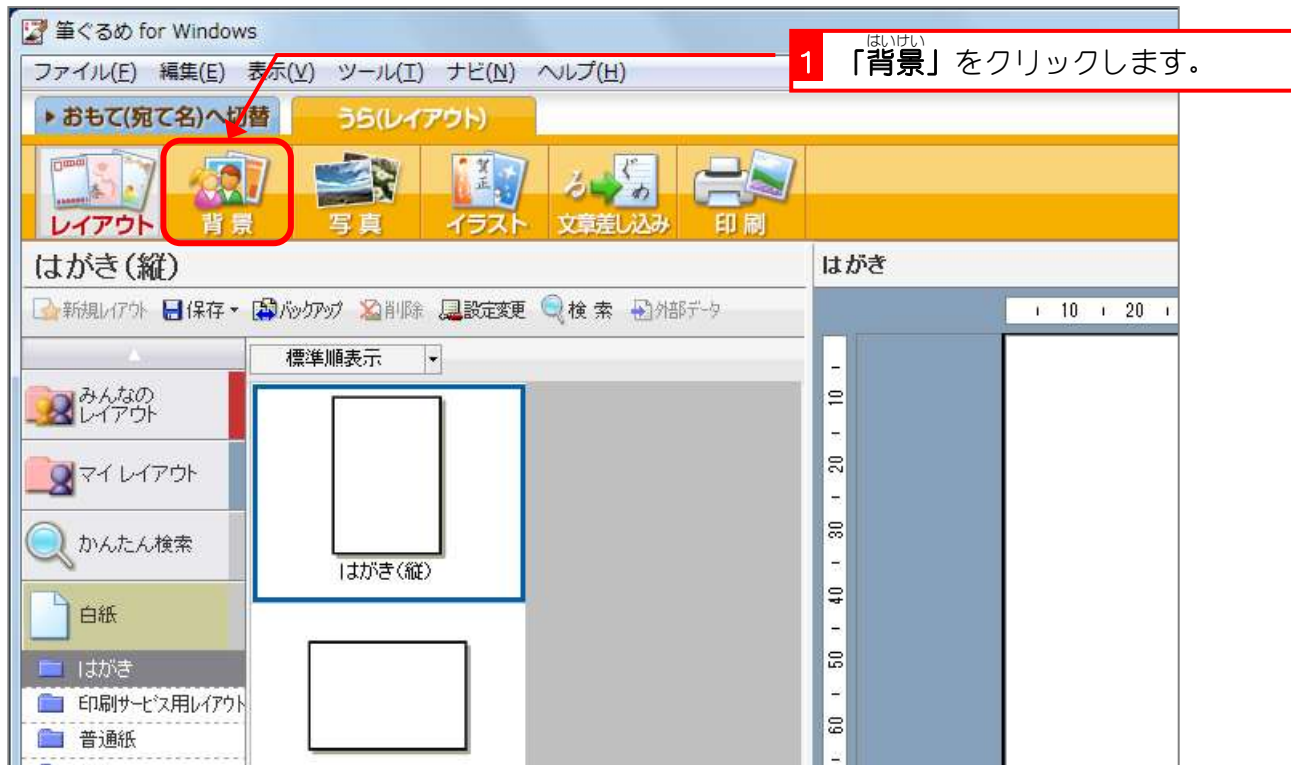 筆ぐるめ for Windows
はいけい
1 「背景」をクリックします。
ファイル(F) 編集(E) 表示(V) ツール(T) ナビ(N) ヘルプ(H)
おもて(宛て名)へ切替 うら(レイアウト)
レイアウト 背景 写真 イラスト 文章差し込み 印刷
はがき(縦) はがき
新規レイアウト 保存 バックアップ 削除 設定変更 検索 外部データ
10 20
標準順表示
みんなの
レイアウト
マイ レイアウト
かんたん検索
はがき(縦)
白紙
はがき
印刷サービス用レイアウト
普通紙
10
20
30
40
50
60